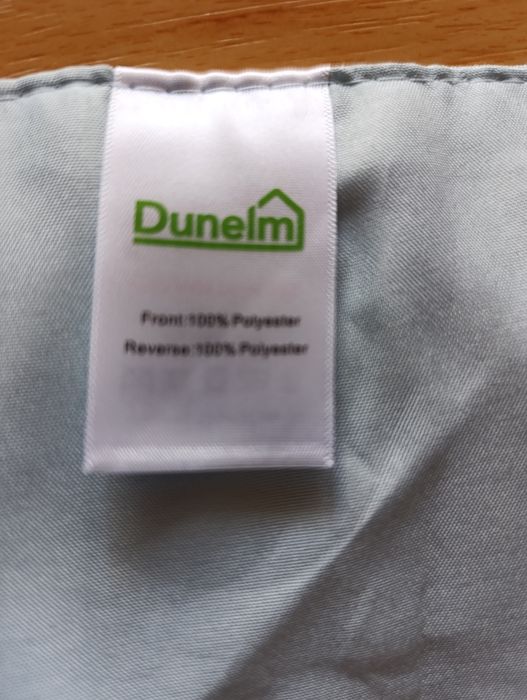 Dunelm
Front:100% Polyester
Reverse:100% Polyester